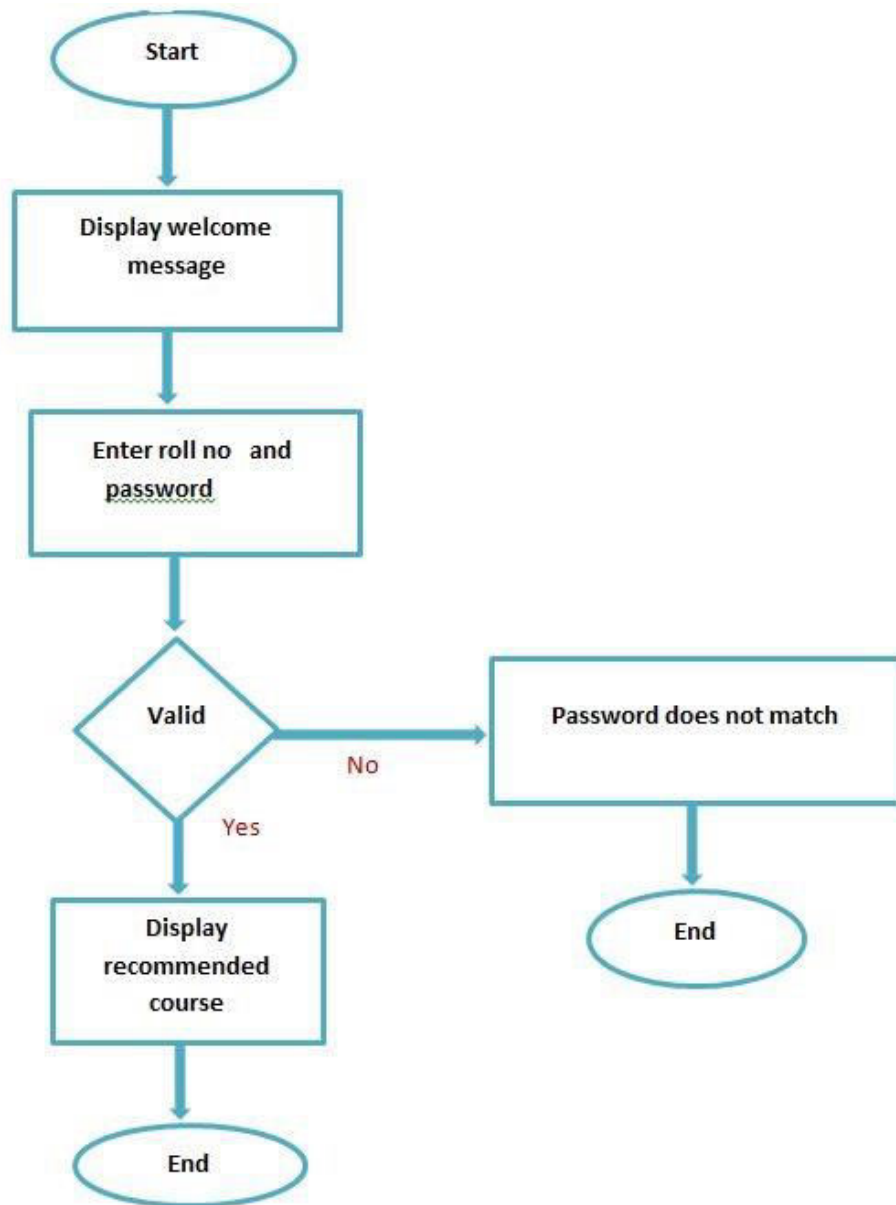 Start
Display welcome
message
Enter roll no and
password
Valid
Password does not match
No
Yes
Display
recommended
course
End
End